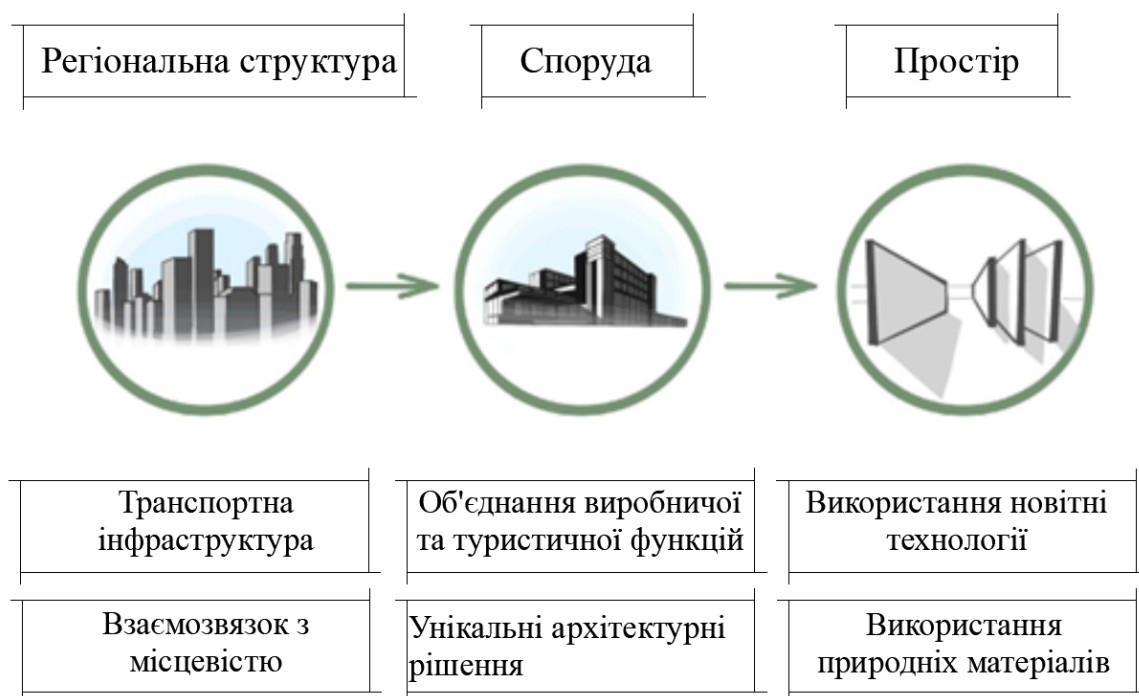 Регіональна структура
Споруда
Простір
Транспортна
інфраструктура
Об'єднання виробничої
та туристичної функцій
Використання новітні
технології
Взаємозвязок з
місцевістю
Унікальні архітектурні
рішення
Використання
природніх матеріалів